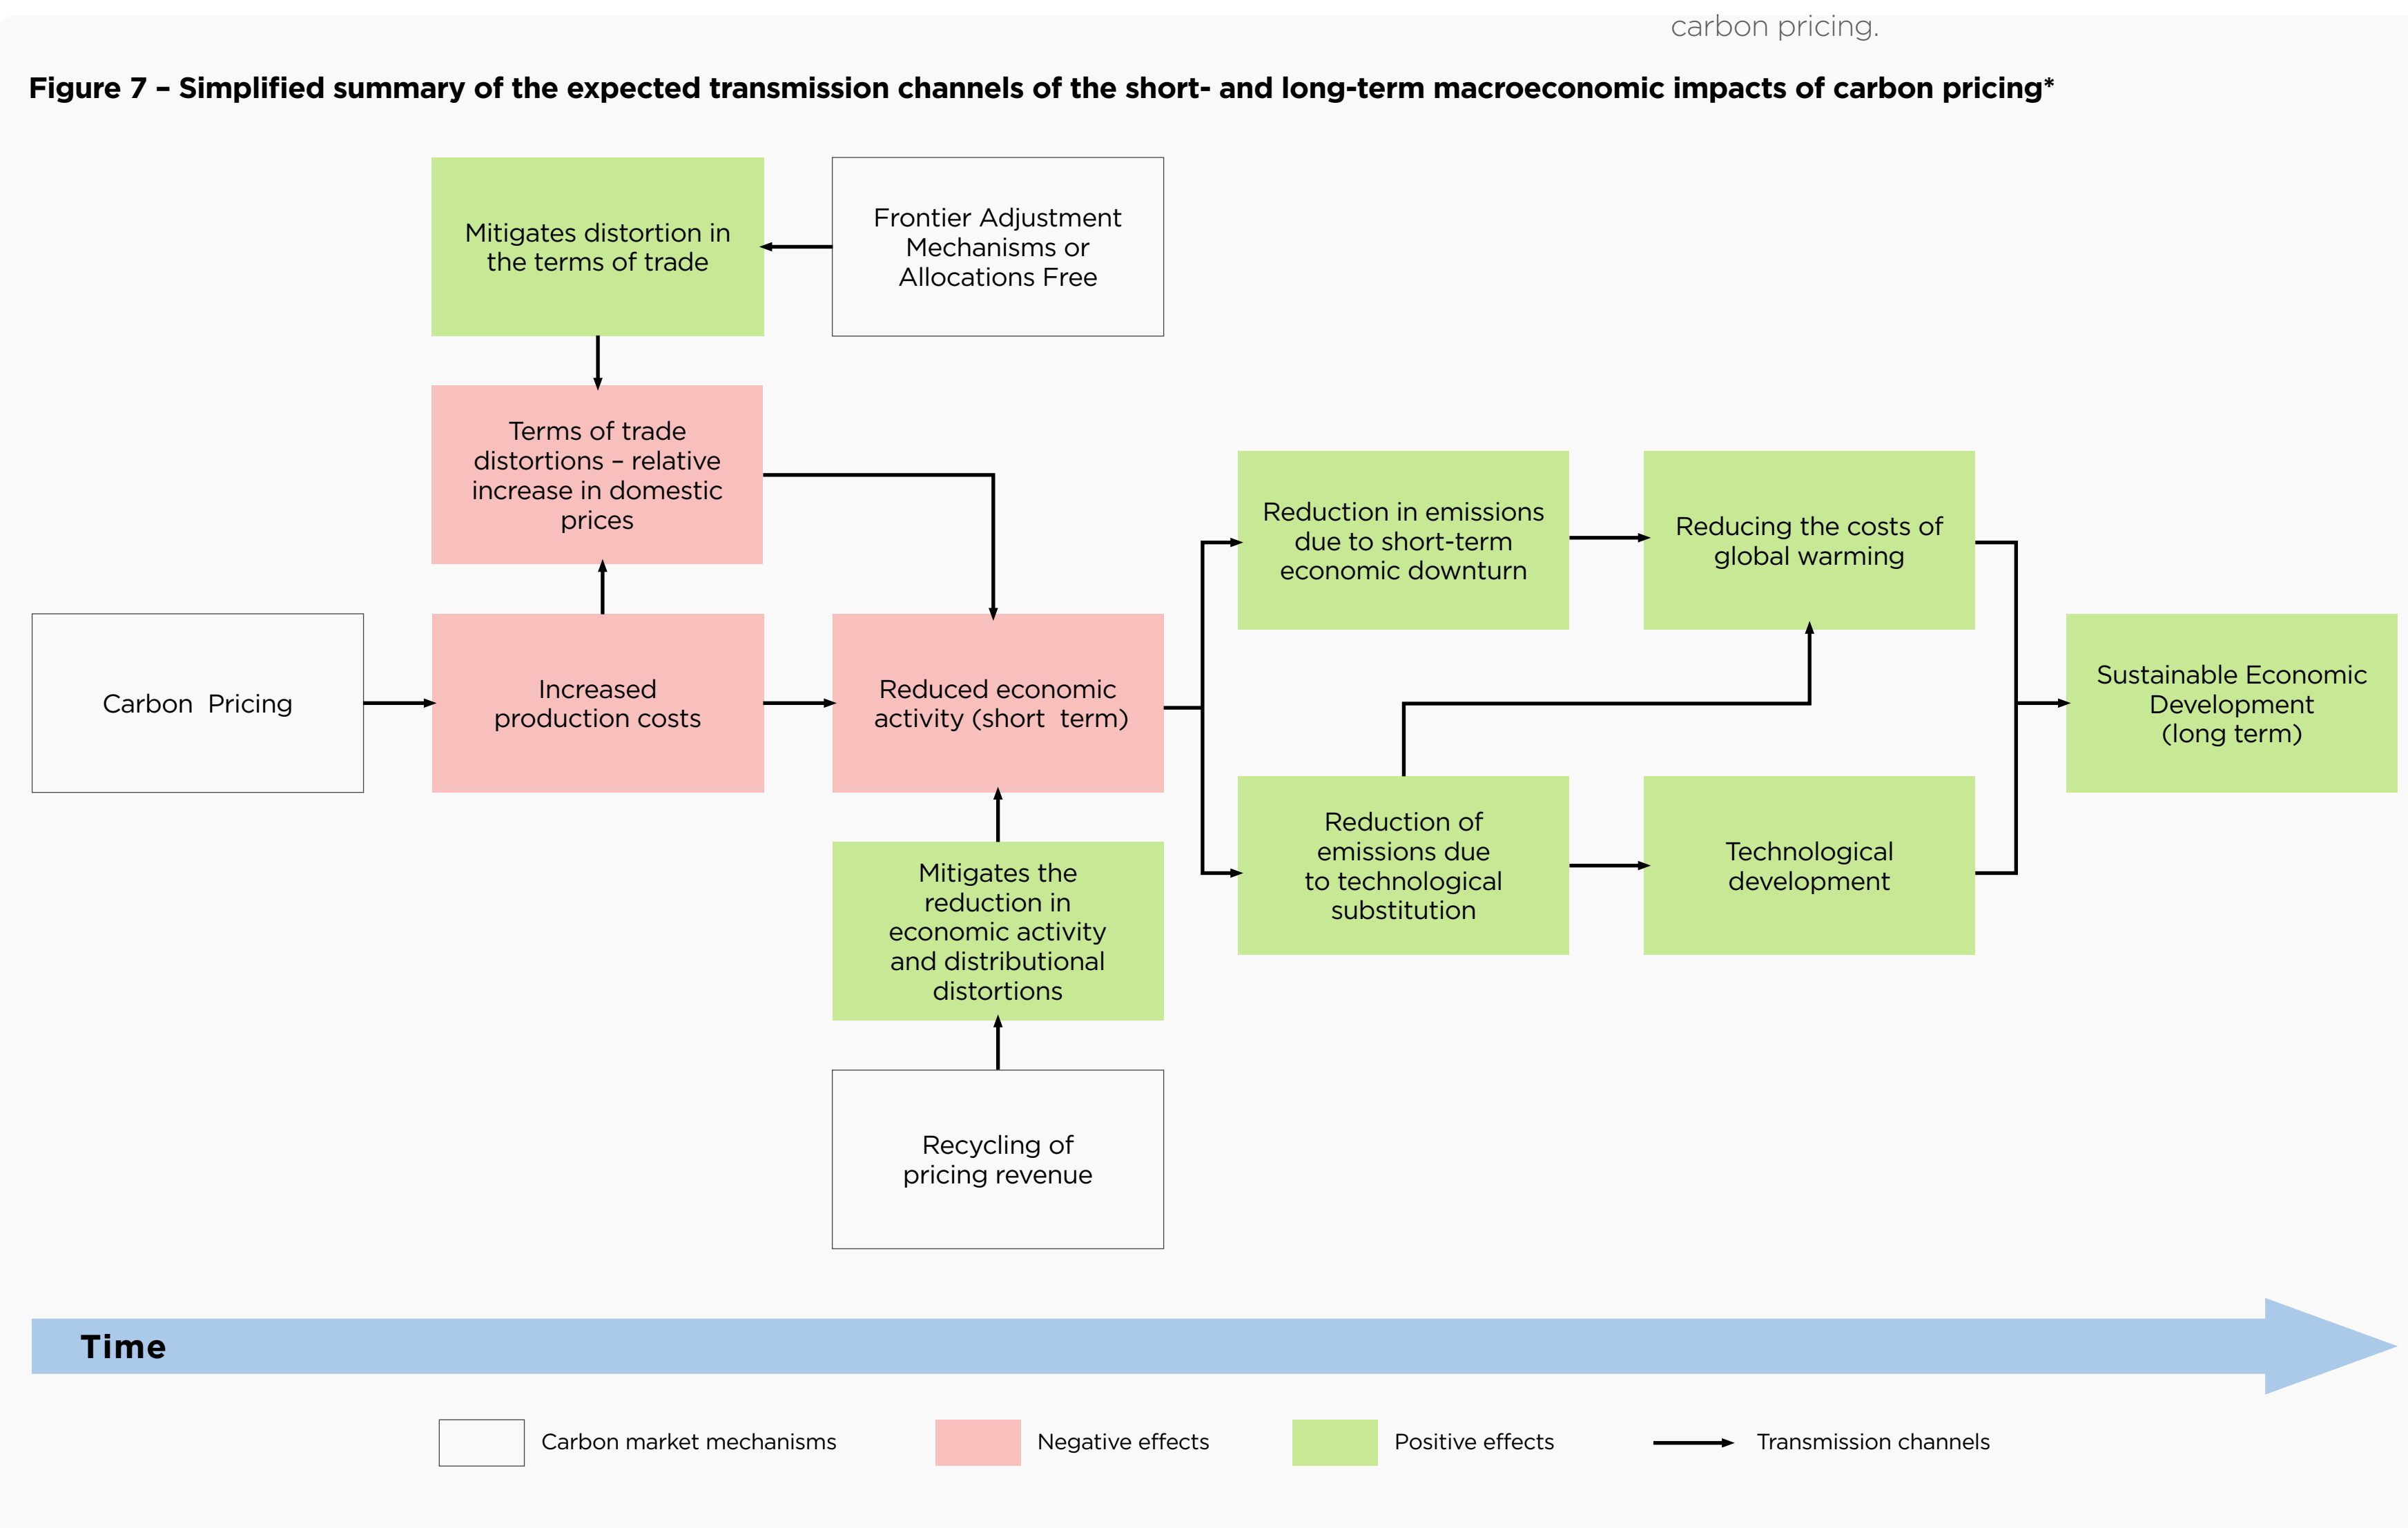 carbon pricing.
Figure 7 – Simplified summary of the expected transmission channels of the short- and long-term macroeconomic impacts of carbon pricing*
Mitigates distortion in
the terms of trade
Frontier Adjustment
Mechanisms or
Allocations Free
Terms of trade
distortions – relative
increase in domestic
prices
Reduction in emissions
due to short-term
economic downturn
Reducing the costs of
global warming
Carbon Pricing
Increased
production costs
Reduced economic
activity (short term)
Sustainable Economic
Development
(long term)
Mitigates the
reduction in
economic activity
and distributional
distortions
Reduction of
emissions due
to technological
substitution
Technological
development
Recycling of
pricing revenue
Time
Carbon market mechanisms
Negative effects
Positive effects
Transmission channels